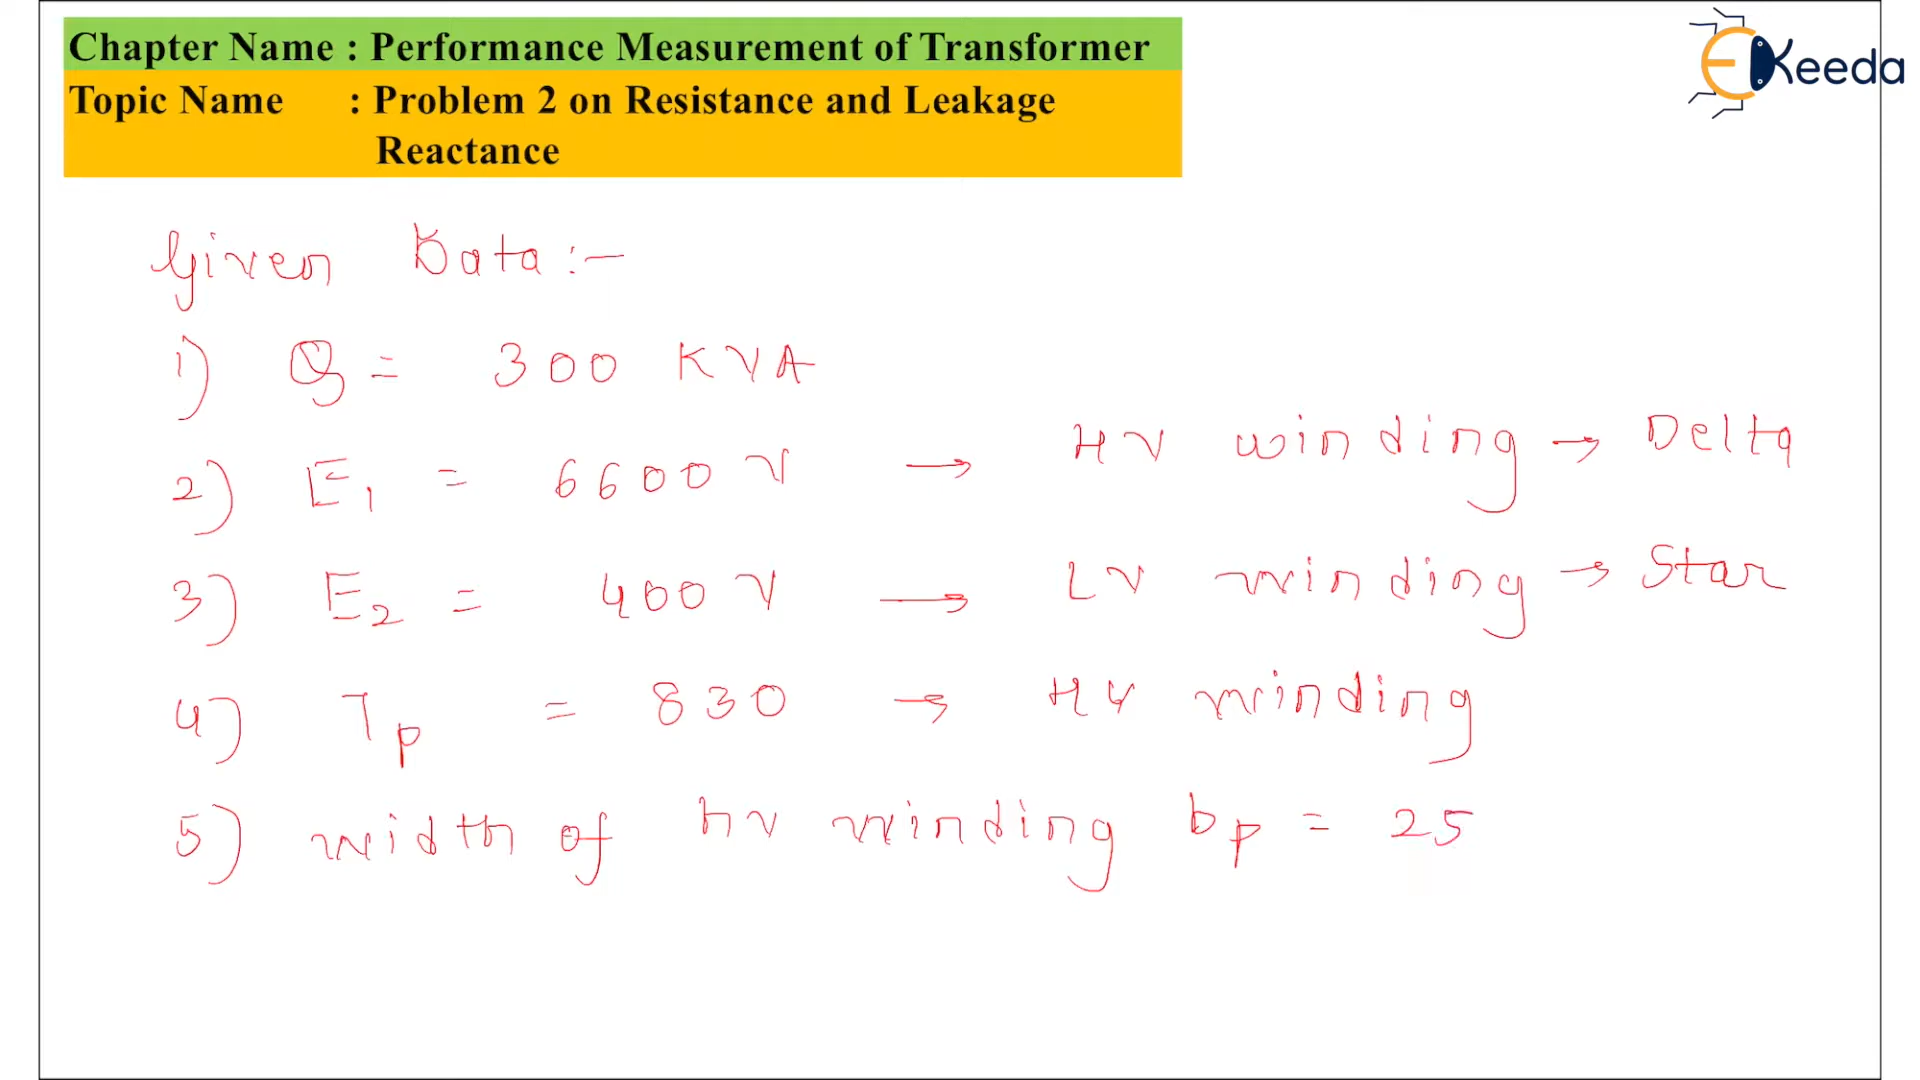 Chapter Name : Performance Measurement of Transformer
Topic Name : Problem 2 on Resistance and Leakage
Reactance
EKeeda
Given Data :-
1) Q = 300 KVA
2) E1 = 6600 V → HV winding → Delta
3) E2 = 400 V → LV winding → Star
4) Tp = 830 → HV winding
5) width of hv winding bp = 25